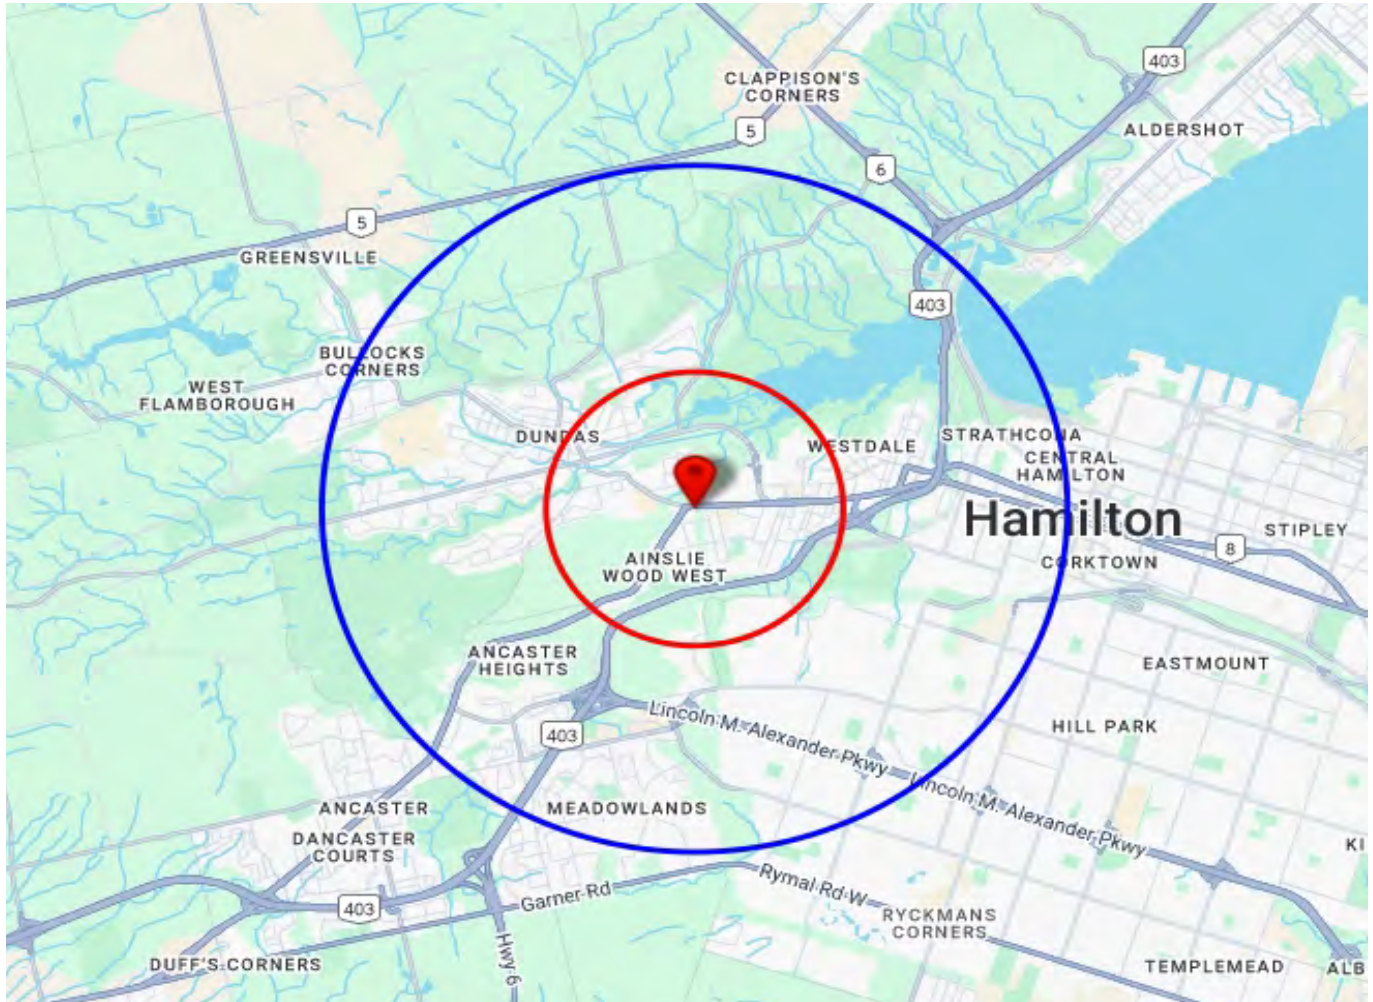 403
CLAPPISON'S
CORNERS
5
ALDERSHOT
6
5
GREENSVILLE
403
BULLOCKS
CORNERS
WEST
FLAMBOROUGH
DUNDAS
WESTDALE
STRATHCONA
CENTRAL
HAMILTON
Hamilton
STIPLEY
8
AINSLIE
WOOD WEST
CORKTOWN
ANCASTER
HEIGHTS
EASTMOUNT
Lincoln M. Alexander Pkwy
403
HILL PARK
Lincoln M. Alexander Pkwy
ANCASTER
MEADOWLANDS
DANCASTER
COURTS
KI
Garner Rd
Rymal Rd W
403
RYCKMANS
CORNERS
Hwy 6
DUFF'S CORNERS
TEMPLEMEAD
ALB